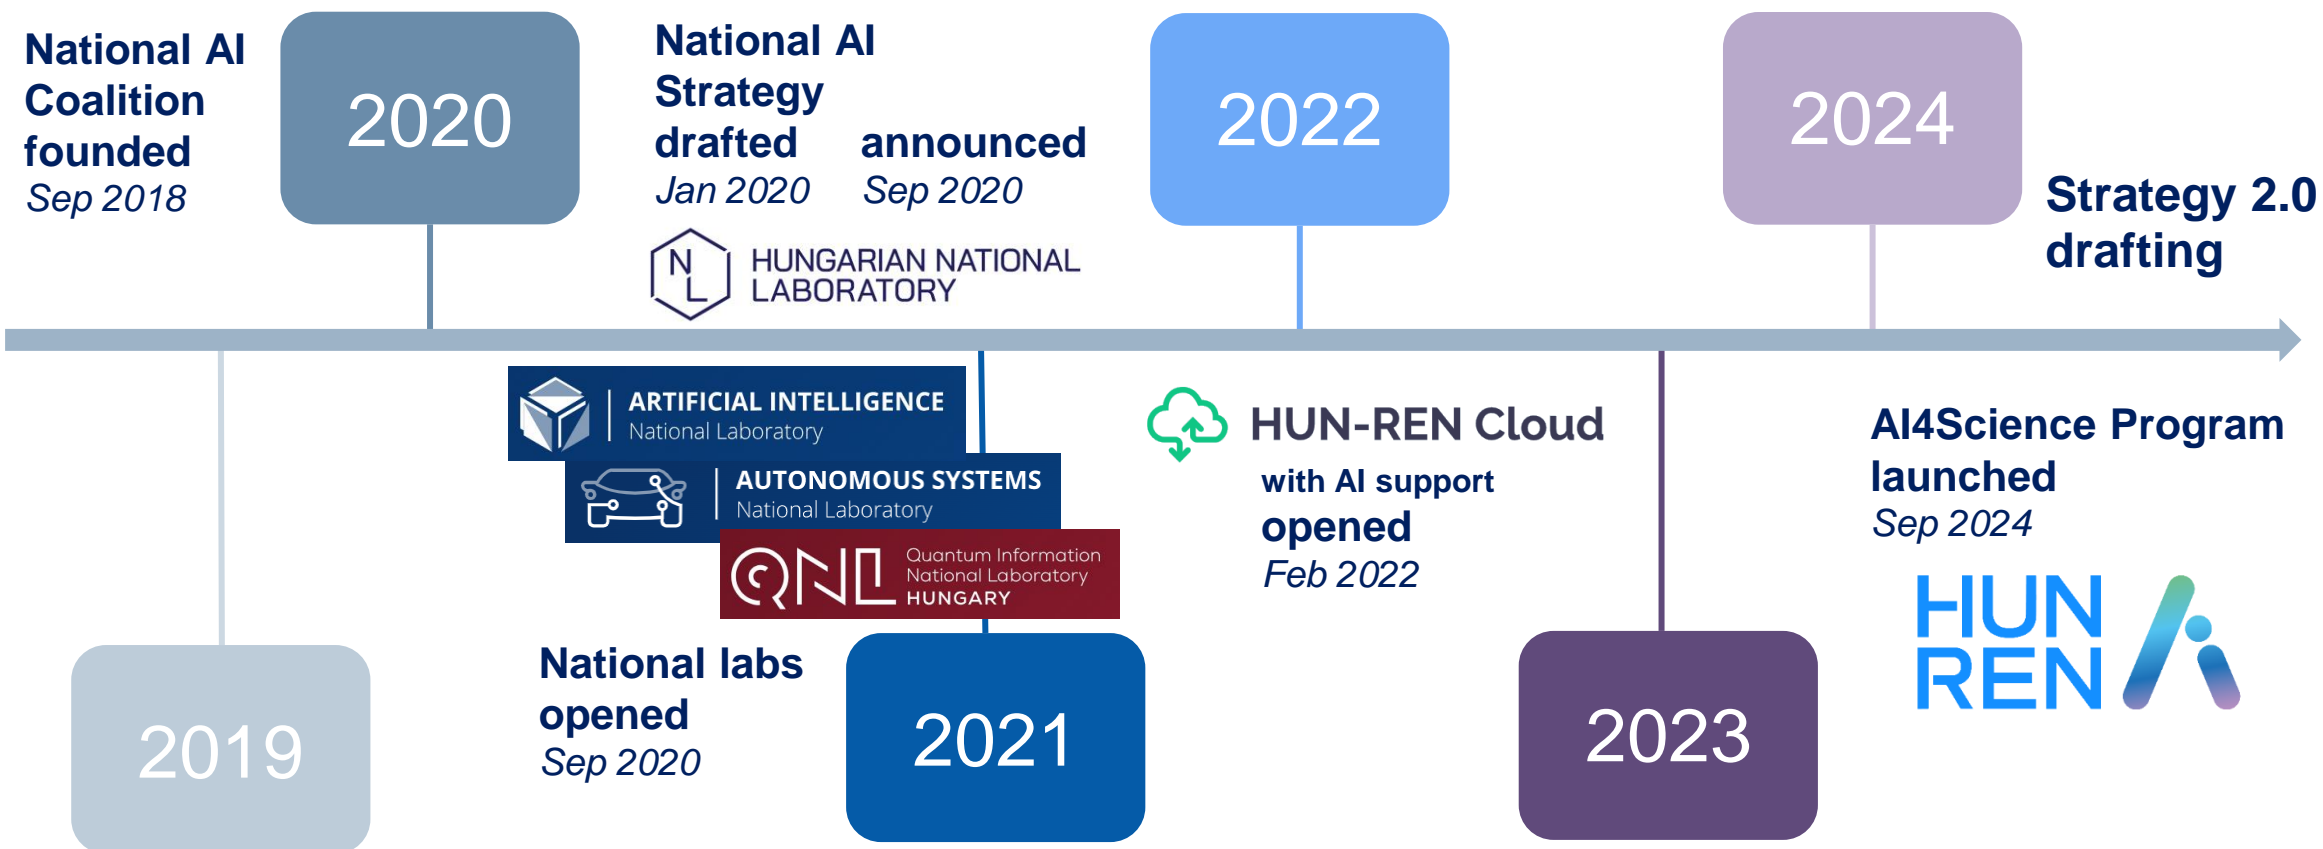 National AI
Coalition
founded
Sep 2018
2020
National AI
Strategy
drafted announced
Jan 2020 Sep 2020
NL
HUNGARIAN NATIONAL
LABORATORY
2022
2024
Strategy 2.0
drafting
ARTIFICIAL INTELLIGENCE
National Laboratory
AUTONOMOUS SYSTEMS
National Laboratory
QNL
Quantum Information
National Laboratory
HUNGARY
National labs
opened
Sep 2020
HUN-REN Cloud
with AI support
opened
Feb 2022
AI4Science Program
launched
Sep 2024
HUN
REN
2019
2021
2023